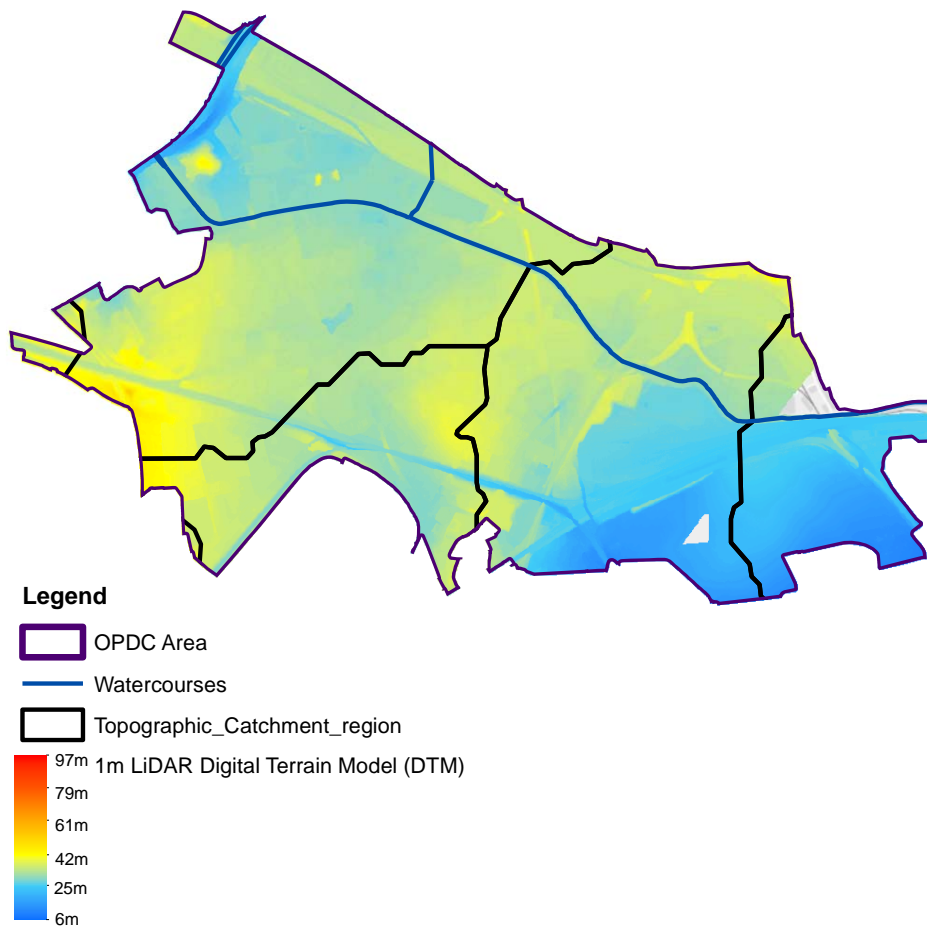 Legend
OPDC Area
Watercourses
Topographic_Catchment_region
97m 1m LiDAR Digital Terrain Model (DTM)
79m
61m
42m
25m
6m